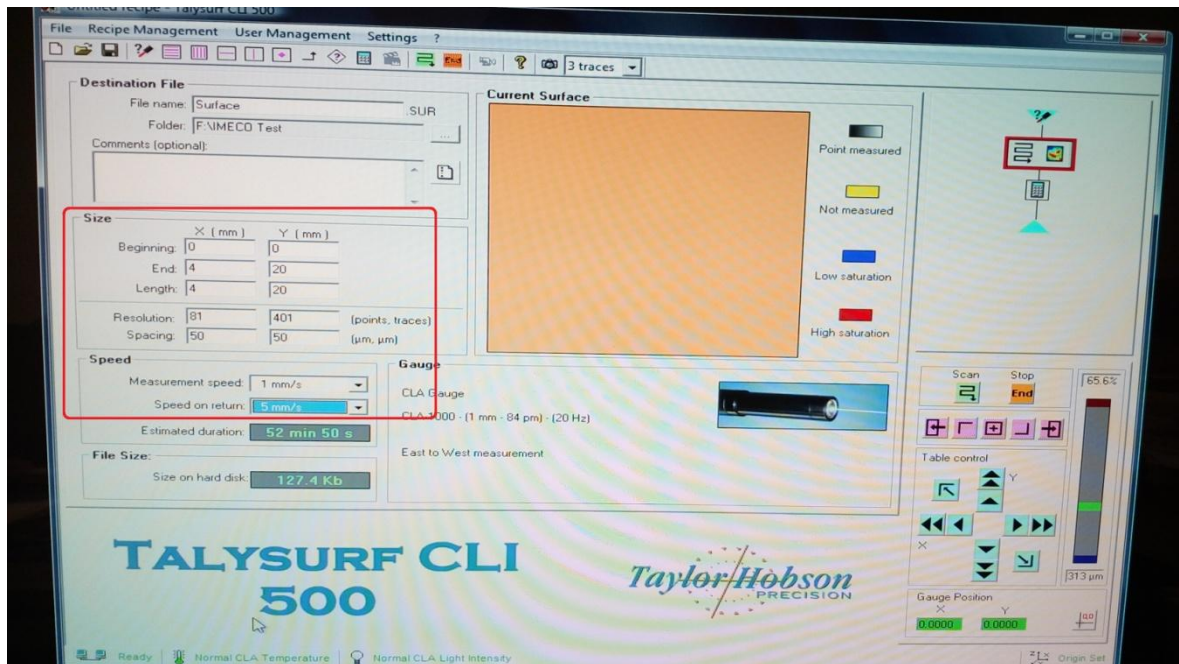 Untitled recipe - Talysurf CLI 500
File Recipe Management User Management Settings ?
End 3 traces
Destination File
File name: Surface .SUR
Folder: F:\IMECO Test ...
Comments (optional):
Size
X ( mm ) Y ( mm )
Beginning: 0 0
End: 4 20
Length: 4 20
Resolution: 81 401 (points, traces)
Spacing: 50 50 (µm, µm)
Speed
Measurement speed: 1 mm/s
Speed on return: 5 mm/s
Estimated duration: 52 min 50 s
File Size:
Size on hard disk: 127.4 Kb
Current Surface
Point measured
Not measured
Low saturation
High saturation
Gauge
CLA Gauge
CLA 1000 - (1 mm - 84 pm) - (20 Hz)
East to West measurement
Scan Stop
End
65.6%
Table control
Y
X
313 µm
Gauge Position
X Y
0.0000 0.0000
TALYSURF CLI
500
Taylor Hobson
PRECISION
Ready Normal CLA Temperature Normal CLA Light Intensity Origin Set